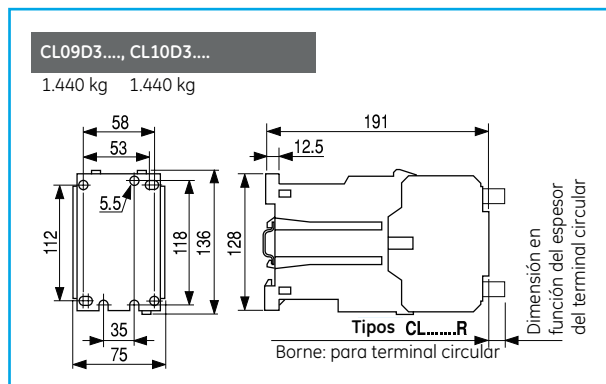 CL09D3...., CL10D3....
1.440 kg 1.440 kg
58
53
5.5
112
118
136
35
75
191
12.5
128
Tipos CL.......R
Borne: para terminal circular
Dimensión en
función del espesor
del terminal circular